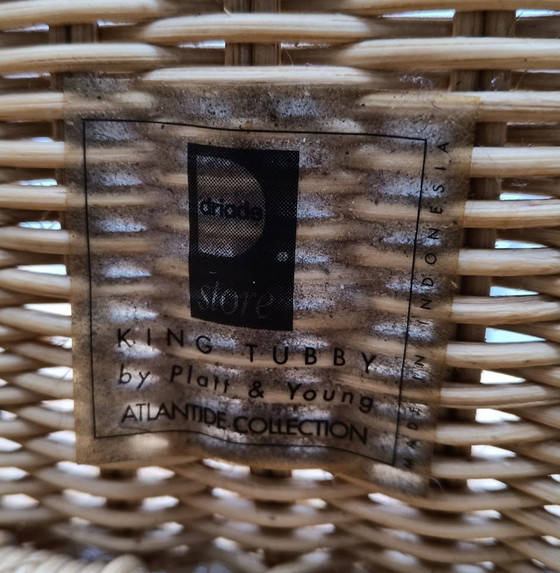 driade.
store
KING TUBBY
by Platt & Young
ATLANTIDE COLLECTION
MADE IN INDONESIA